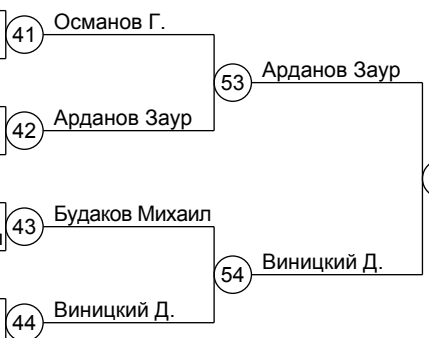 41
Османов Г.
53
Арданов Заур
42
Арданов Заур
43
Будаков Михаил
54
Виницкий Д.
44
Виницкий Д.